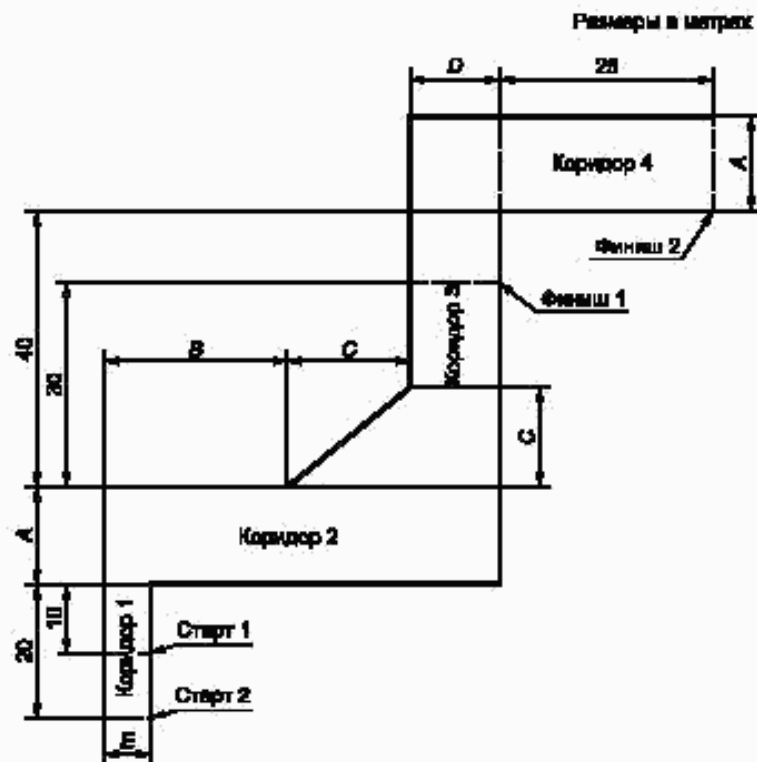 Размеры в метрах
D
28
Коридор 4
A
Финиш 2
Финиш 1
Коридор 3
40
30
B
C
C
A
Коридор 2
10
20
Коридор 1
Старт 1
Старт 2